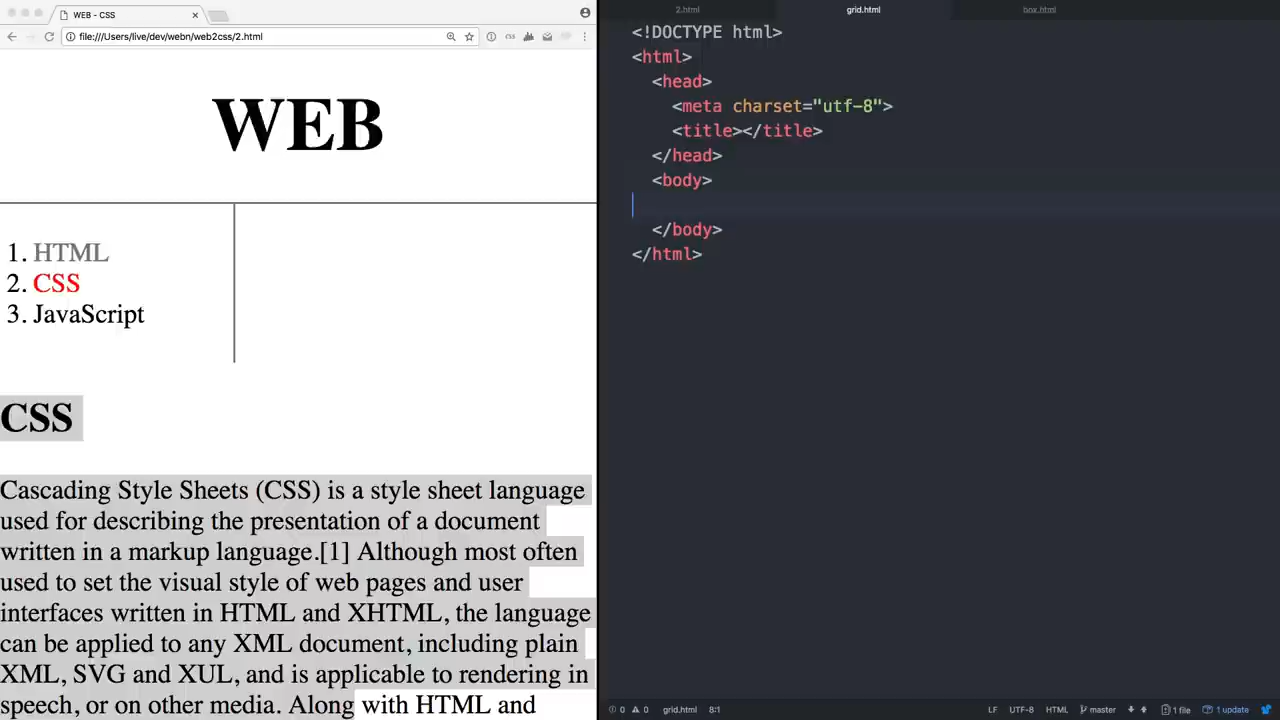 WEB - CSS
file:///Users/live/dev/webn/web2css/2.html
WEB
1. HTML
2. CSS
3. JavaScript
CSS
Cascading Style Sheets (CSS) is a style sheet language
used for describing the presentation of a document
written in a markup language.[1] Although most often
used to set the visual style of web pages and user
interfaces written in HTML and XHTML, the language
can be applied to any XML document, including plain
XML, SVG and XUL, and is applicable to rendering in
speech, or on other media. Along with HTML and
2.html
grid.html
box.html
<!DOCTYPE html>
<html>
<head>
<meta charset="utf-8">
<title></title>
</head>
<body>
</body>
</html>
0 0 grid.html 8:1
LF UTF-8 HTML master 1 file 1 update